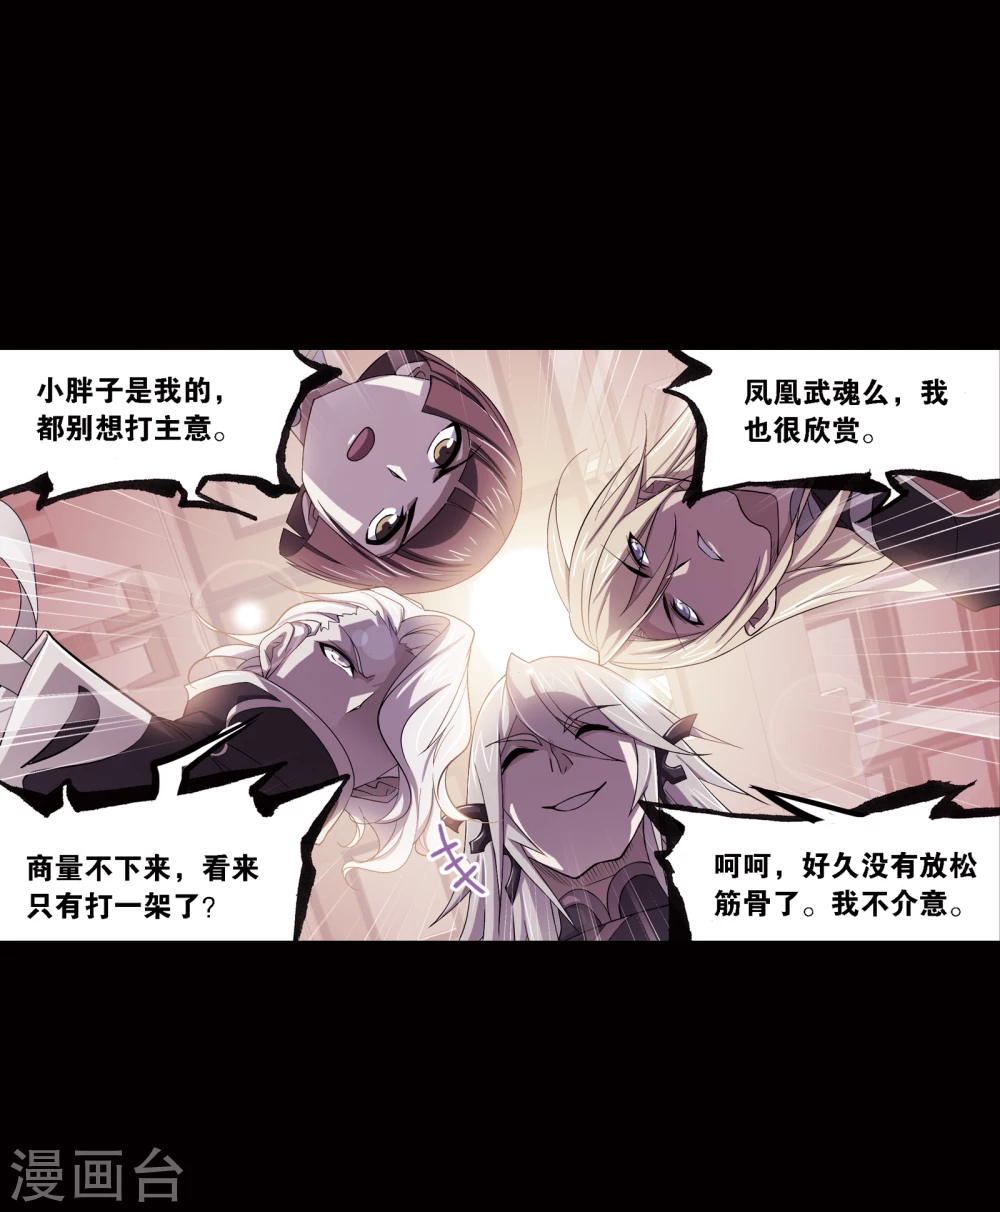 小胖子是我的，
都别想打主意。
凤凰武魂么，我
也很欣赏。
商量不下来，看来
只有打一架了？
呵呵，好久没有放松
筋骨了。我不介意。
漫画台